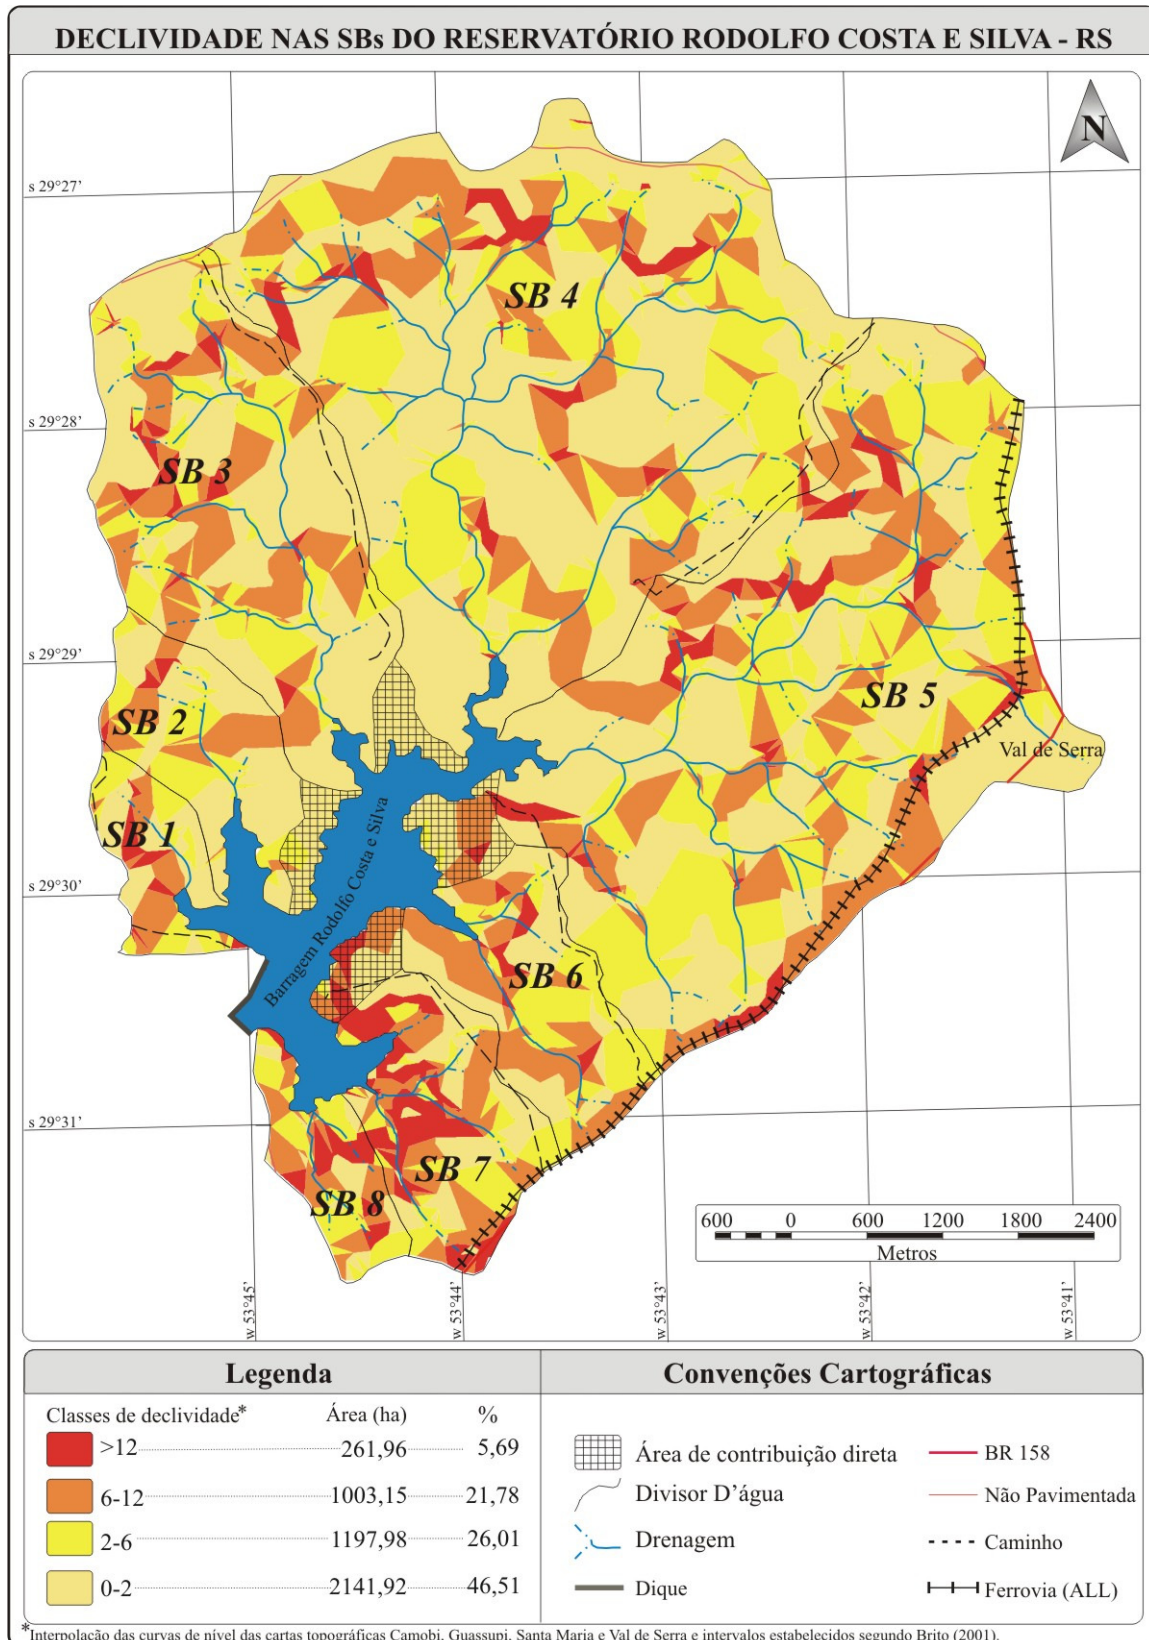 DECLIVIDADE NAS SBs DO RESERVATÓRIO RODOLFO COSTA E SILVA - RS
N
s 29°27'
SB 4
s 29°28'
SB 3
s 29°29'
SB 5
SB 2
Val de Serra
SB 1
Barragem Rodolfo Costa e Silva
s 29°30'
SB 6
s 29°31'
SB 7
SB 8
600 0 600 1200 1800 2400
Metros
w 53°45'
w 53°44'
w 53°43'
w 53°42'
w 53°41'
Legenda
Classes de declividade* Área (ha) %
>12 261,96 5,69
6-12 1003,15 21,78
2-6 1197,98 26,01
0-2 2141,92 46,51
Convenções Cartográficas
Área de contribuição direta
Divisor D'água
Drenagem
Dique
BR 158
Não Pavimentada
Caminho
Ferrovia (ALL)
*Interpolação das curvas de nível das cartas topográficas Camobi, Guassupi, Santa Maria e Val de Serra e intervalos estabelecidos segundo Brito (2001).